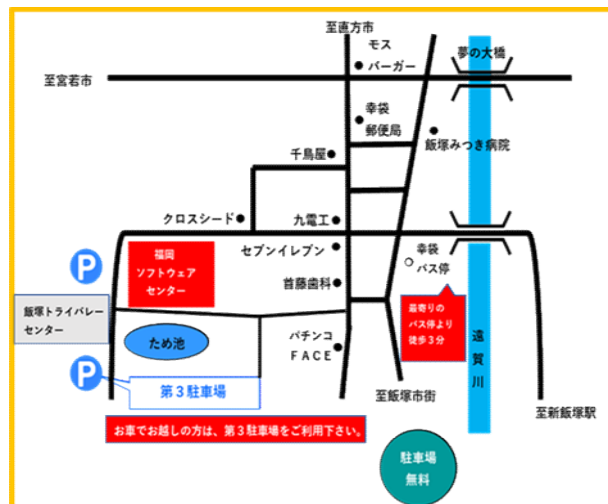 至直方市
モス
バーガー
夢の大橋
至宮若市
幸袋
郵便局
飯塚みつき病院
千鳥屋
クロスシード
九電工
福岡
ソフトウェア
センター
セブンイレブン
幸袋
バス停
P
首藤歯科
最寄りの
バス停より
徒歩3分
飯塚トライバレー
センター
ため池
パチンコ
FACE
遠賀川
P
第3駐車場
至飯塚市街
至新飯塚駅
お車でお越しの方は、第3駐車場をご利用下さい。
駐車場
無料